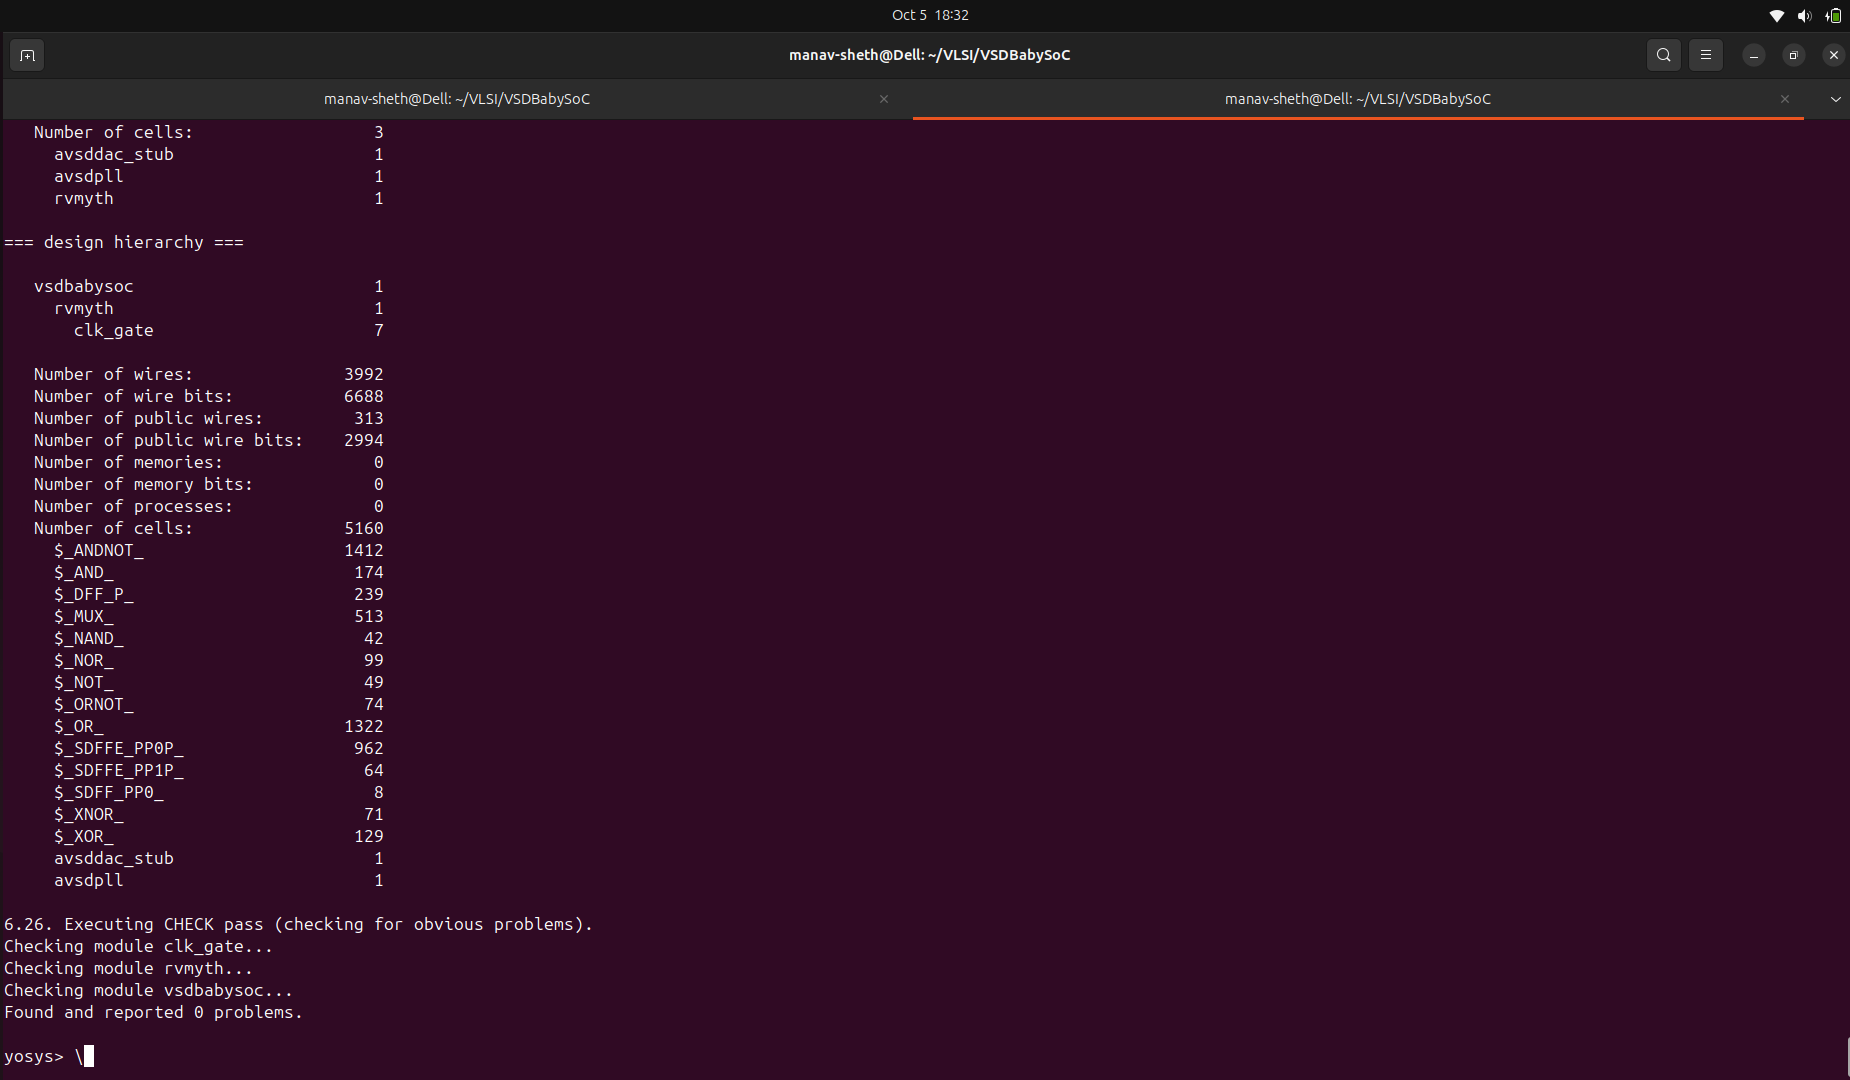 Oct 5 18:32
manav-sheth@Dell: ~/VLSI/VSDBabySoC
manav-sheth@Dell: ~/VLSI/VSDBabySoC
manav-sheth@Dell: ~/VLSI/VSDBabySoC
Number of cells: 3
avsddac_stub 1
avsdpll 1
rvmyth 1
=== design hierarchy ===
vsdbabysoc 1
rvmyth 1
clk_gate 7
Number of wires: 3992
Number of wire bits: 6688
Number of public wires: 313
Number of public wire bits: 2994
Number of memories: 0
Number of memory bits: 0
Number of processes: 0
Number of cells: 5160
$_ANDNOT_ 1412
$_AND_ 174
$_DFF_P_ 239
$_MUX_ 513
$_NAND_ 42
$_NOR_ 99
$_NOT_ 49
$_ORNOT_ 74
$_OR_ 1322
$_SDFFE_PP0P_ 962
$_SDFFE_PP1P_ 64
$_SDFF_PP0_ 8
$_XNOR_ 71
$_XOR_ 129
avsddac_stub 1
avsdpll 1
6.26. Executing CHECK pass (checking for obvious problems).
Checking module clk_gate...
Checking module rvmyth...
Checking module vsdbabysoc...
Found and reported 0 problems.
yosys> \